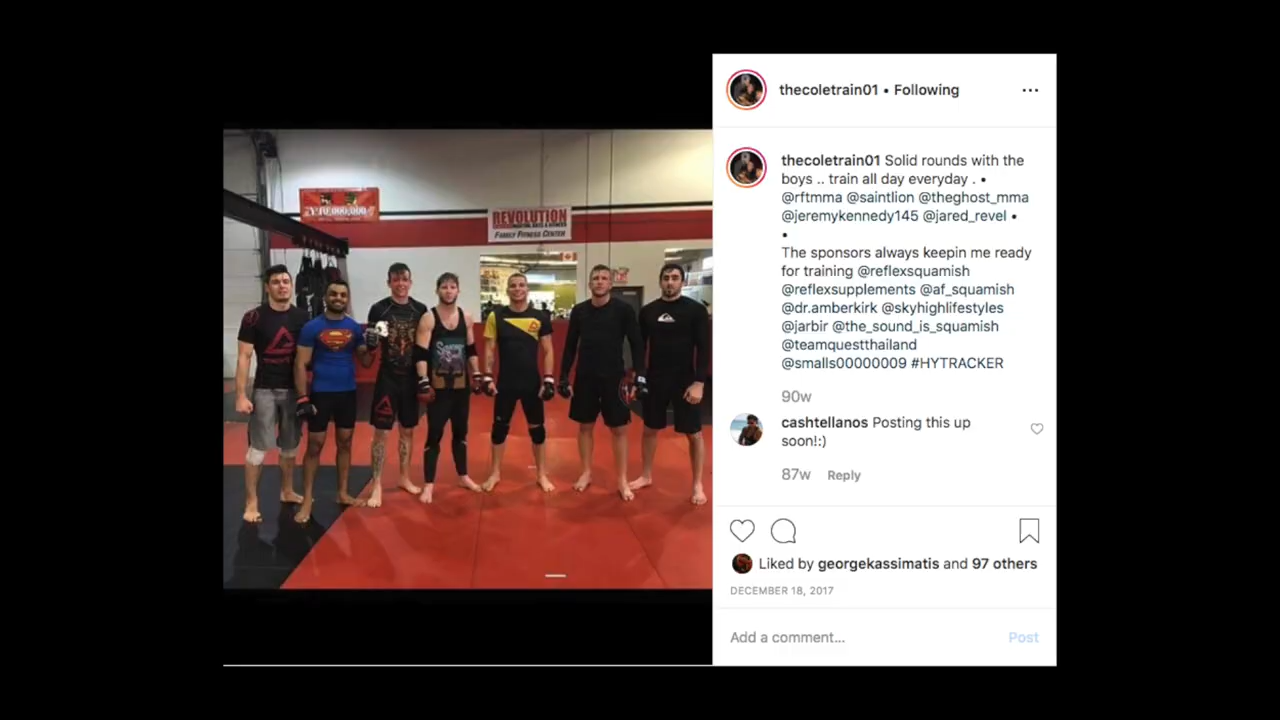 thecoletrain01 • Following
thecoletrain01 Solid rounds with the
boys .. train all day everyday . •
@rftmma @saintlion @theghost_mma
@jeremykennedy145 @jared_revel •
•
The sponsors always keepin me ready
for training @reflexsquamish
@reflexsupplements @af_squamish
@dr.amberkirk @skyhighlifestyles
@jarbir @the_sound_is_squamish
@teamquestthailand
@smalls00000009 #HYTRACKER
90w
cashtellanos Posting this up
soon!:)
87w Reply
Liked by georgekassimatis and 97 others
DECEMBER 18, 2017
Add a comment... Post
REVOLUTION
FAMILY FITNESS CENTER